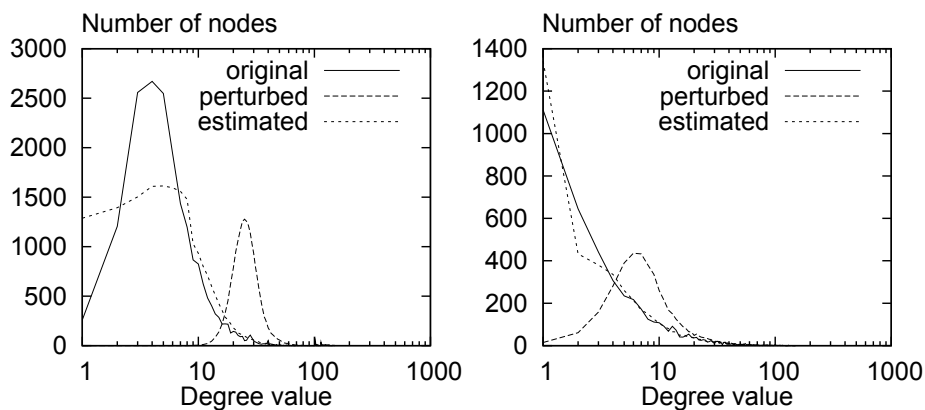 Number of nodes
3000
2500
2000
1500
1000
500
0
original
perturbed
estimated
1 10 100 1000
Degree value
Number of nodes
1400
1200
1000
800
600
400
200
0
original
perturbed
estimated
1 10 100 1000
Degree value